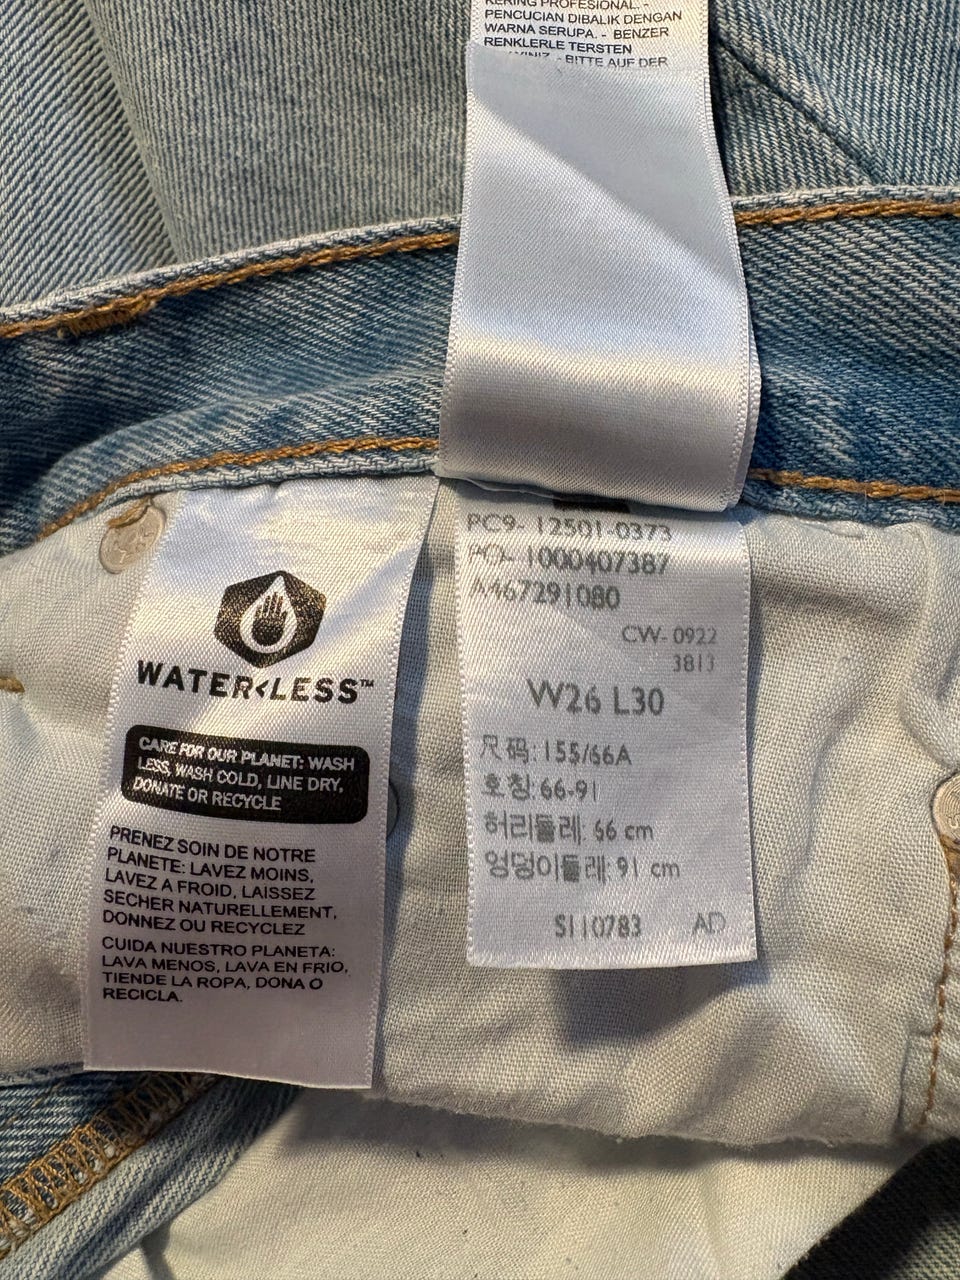 KERING PROFESIONAL. -
PENCUCIAN DIBALIK DENGAN
WARNA SERUPA. - BENZER
RENKLERLE TERSTEN
- BITTE AUF DER
WATER<LESS™
CARE FOR OUR PLANET: WASH
LESS, WASH COLD, LINE DRY,
DONATE OR RECYCLE
PRENEZ SOIN DE NOTRE
PLANETE: LAVEZ MOINS,
LAVEZ A FROID, LAISSEZ
SECHER NATURELLEMENT,
DONNEZ OU RECYCLEZ
CUIDA NUESTRO PLANETA:
LAVA MENOS, LAVA EN FRIO,
TIENDE LA ROPA, DONA O
RECICLA.
PC9- 12501-0373
PO- 1000407387
A467291080
CW- 0922
3813
W26 L30
尺码: 155/66A
호칭: 66-91
허리둘레: 66 cm
엉덩이둘레: 91 cm
S110783 AD